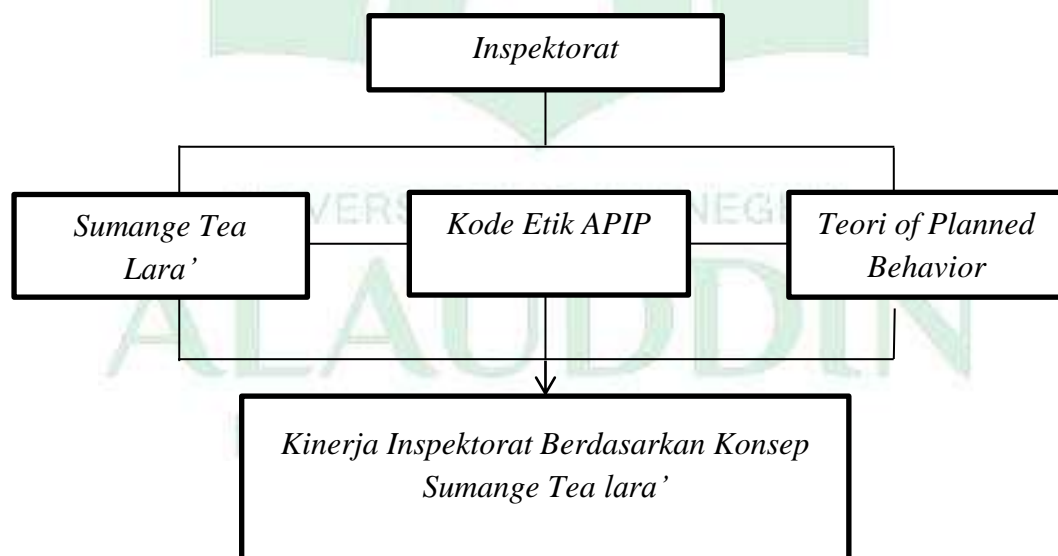 Inspektorat
Sumange Tea
Lara’
Kode Etik APIP
Teori of Planned
Behavior
ALAUDDIN
Kinerja Inspektorat Berdasarkan Konsep
Sumange Tea lara’